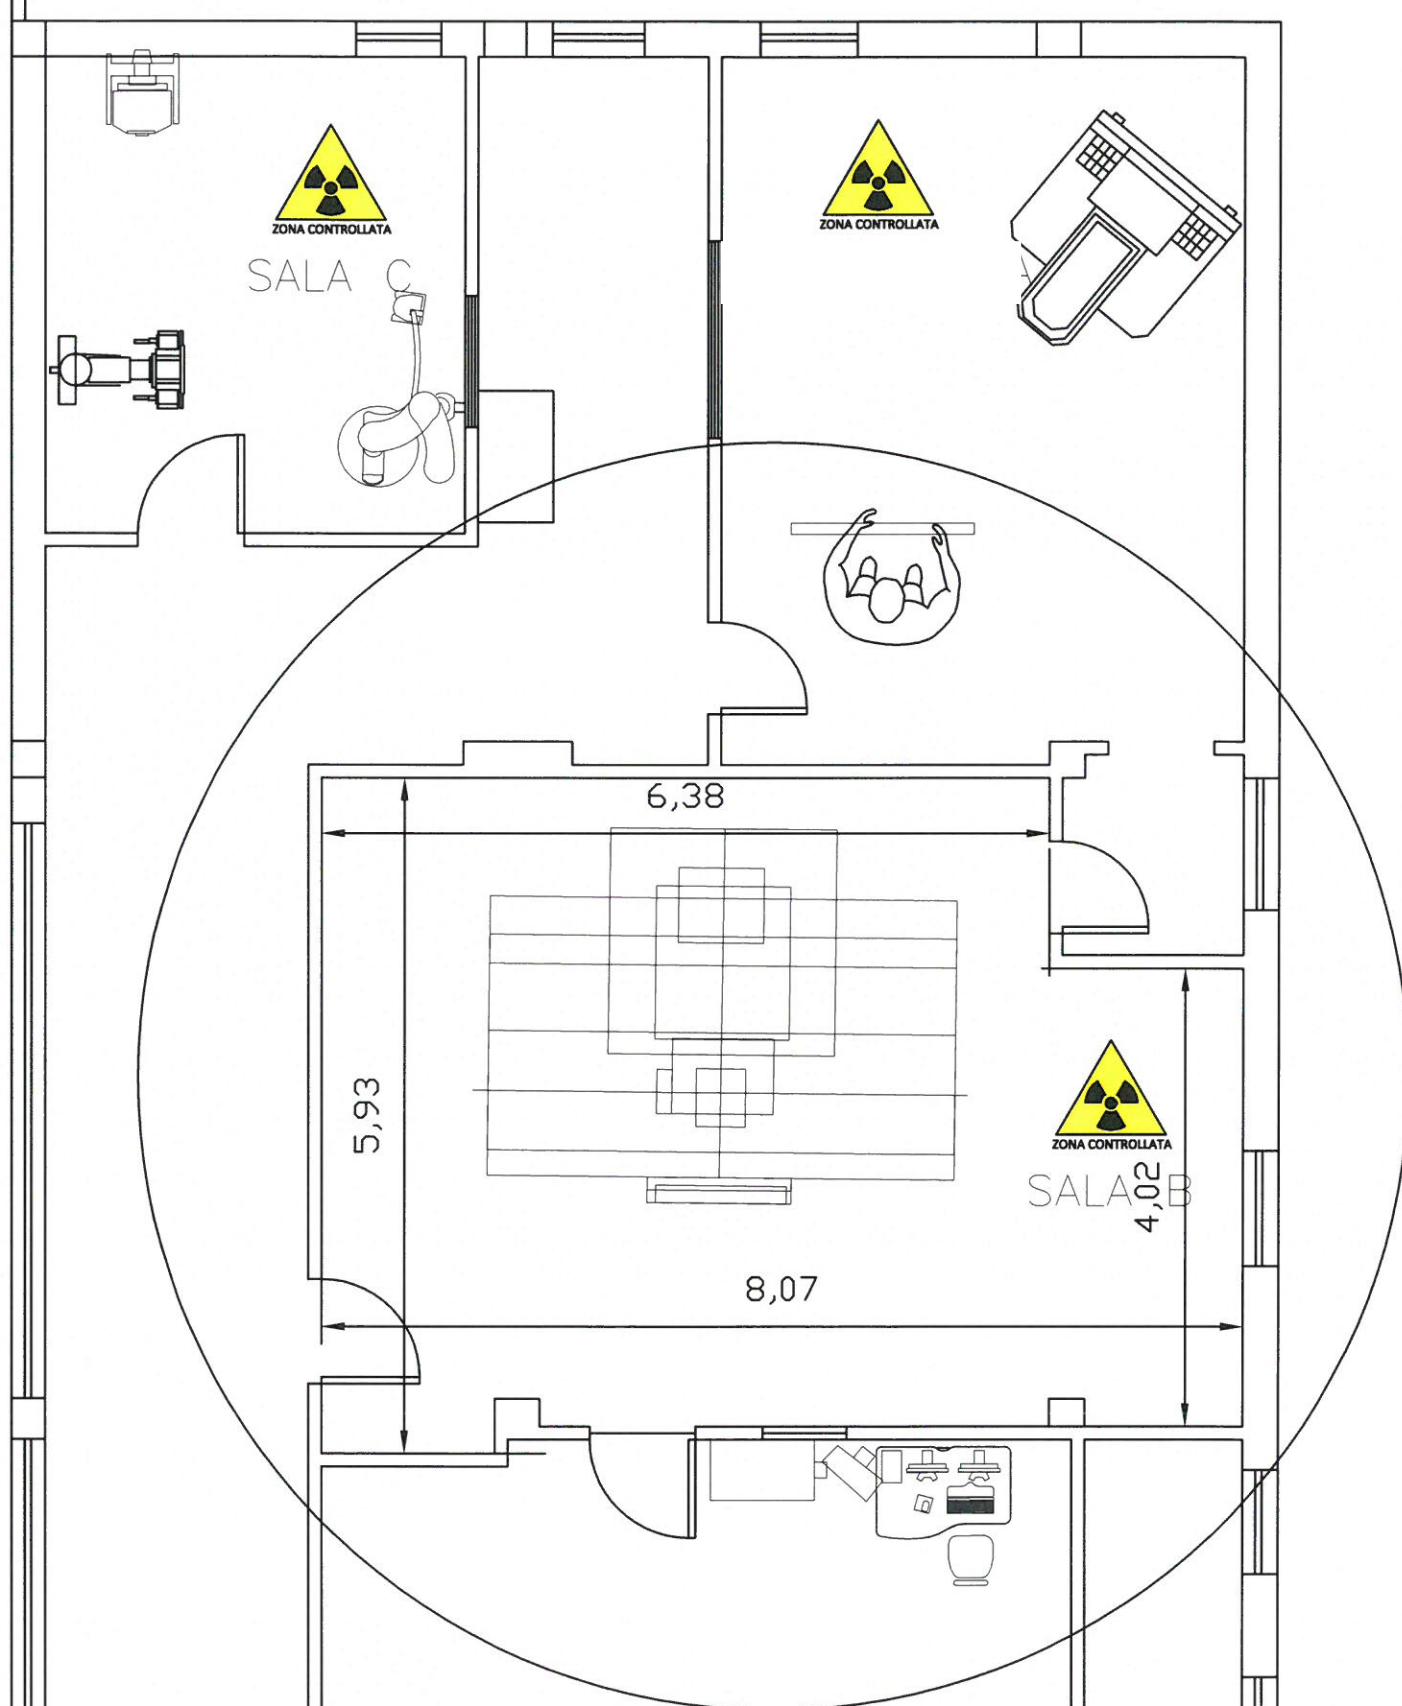 ZONA CONTROLLATA
ZONA CONTROLLATA
SALA C
A
6,38
5,93
ZONA CONTROLLATA
SALA B
4,02
8,07